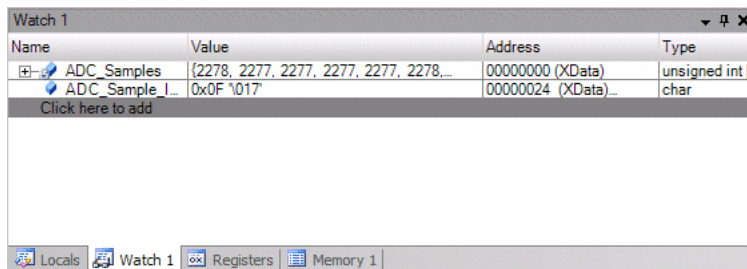 Watch 1
Name Value Address Type
ADC_Samples {2278, 2277, 2277, 2277, 2277, 2278,... 00000000 (XData) unsigned int
ADC_Sample_I... 0x0F '\017' 00000024 (XData)... char
Click here to add
Locals Watch 1 Registers Memory 1